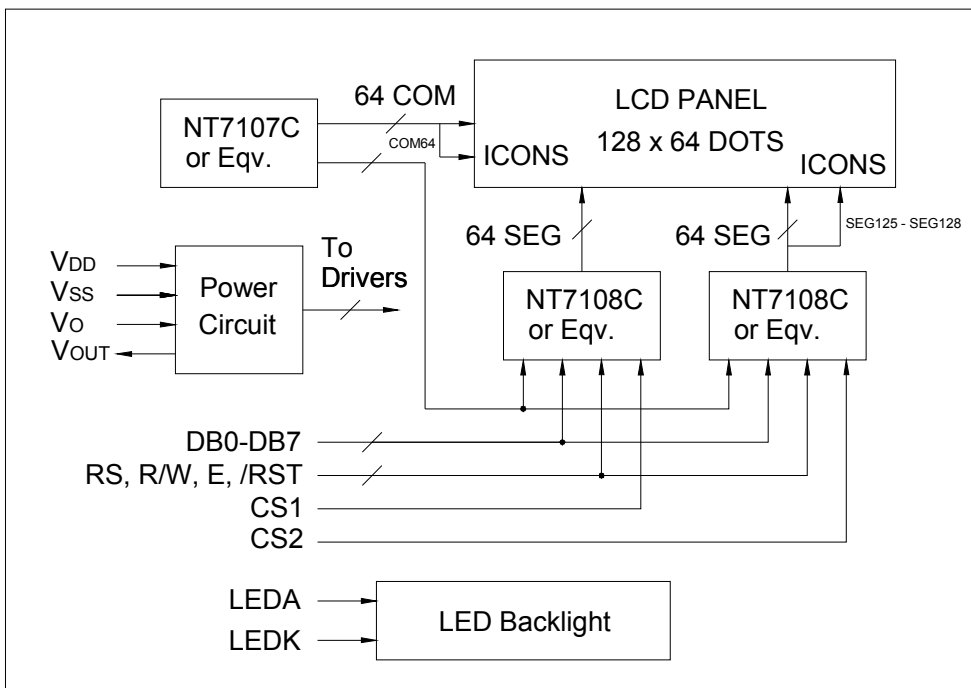 64 COM
COM64
NT7107C
or Eqv.
LCD PANEL
128 x 64 DOTS
ICONS
ICONS
64 SEG
64 SEG
SEG125 - SEG128
VDD
VSS
VO
VOUT
Power
Circuit
To
Drivers
NT7108C
or Eqv.
NT7108C
or Eqv.
DB0-DB7
RS, R/W, E, /RST
CS1
CS2
LEDA
LEDK
LED Backlight